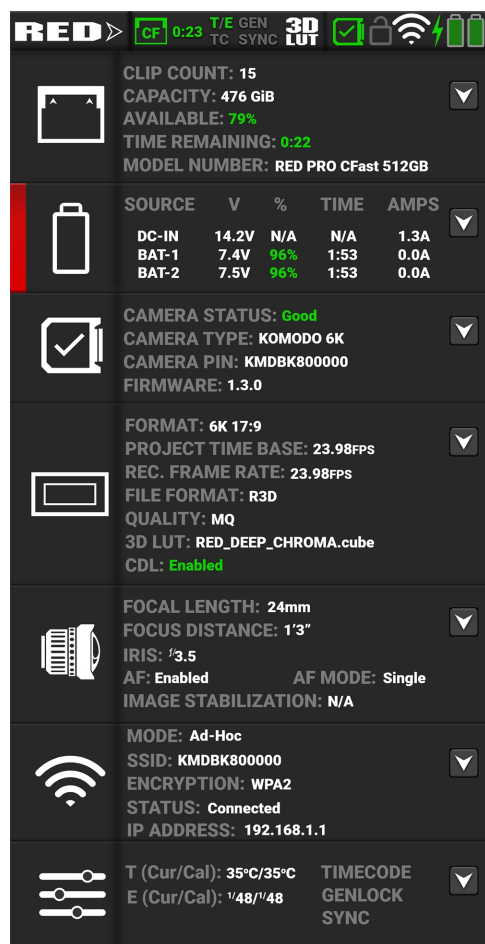 RED CF 0:23 T/E GEN 3D
TC SYNC LUT
CLIP COUNT: 15
CAPACITY: 476 GiB
AVAILABLE: 79%
TIME REMAINING: 0:22
MODEL NUMBER: RED PRO CFast 512GB
SOURCE V % TIME AMPS
DC-IN 14.2V N/A N/A 1.3A
BAT-1 7.4V 96% 1:53 0.0A
BAT-2 7.5V 96% 1:53 0.0A
CAMERA STATUS: Good
CAMERA TYPE: KOMODO 6K
CAMERA PIN: KMDBK800000
FIRMWARE: 1.3.0
FORMAT: 6K 17:9
PROJECT TIME BASE: 23.98FPS
REC. FRAME RATE: 23.98FPS
FILE FORMAT: R3D
QUALITY: MQ
3D LUT: RED_DEEP_CHROMA.cube
CDL: Enabled
FOCAL LENGTH: 24mm
FOCUS DISTANCE: 1'3"
IRIS: f/3.5
AF: Enabled AF MODE: Single
IMAGE STABILIZATION: N/A
MODE: Ad-Hoc
SSID: KMDBK800000
ENCRYPTION: WPA2
STATUS: Connected
IP ADDRESS: 192.168.1.1
T (Cur/Cal): 35°C/35°C TIMECODE
E (Cur/Cal): 1/48/1/48 GENLOCK
SYNC